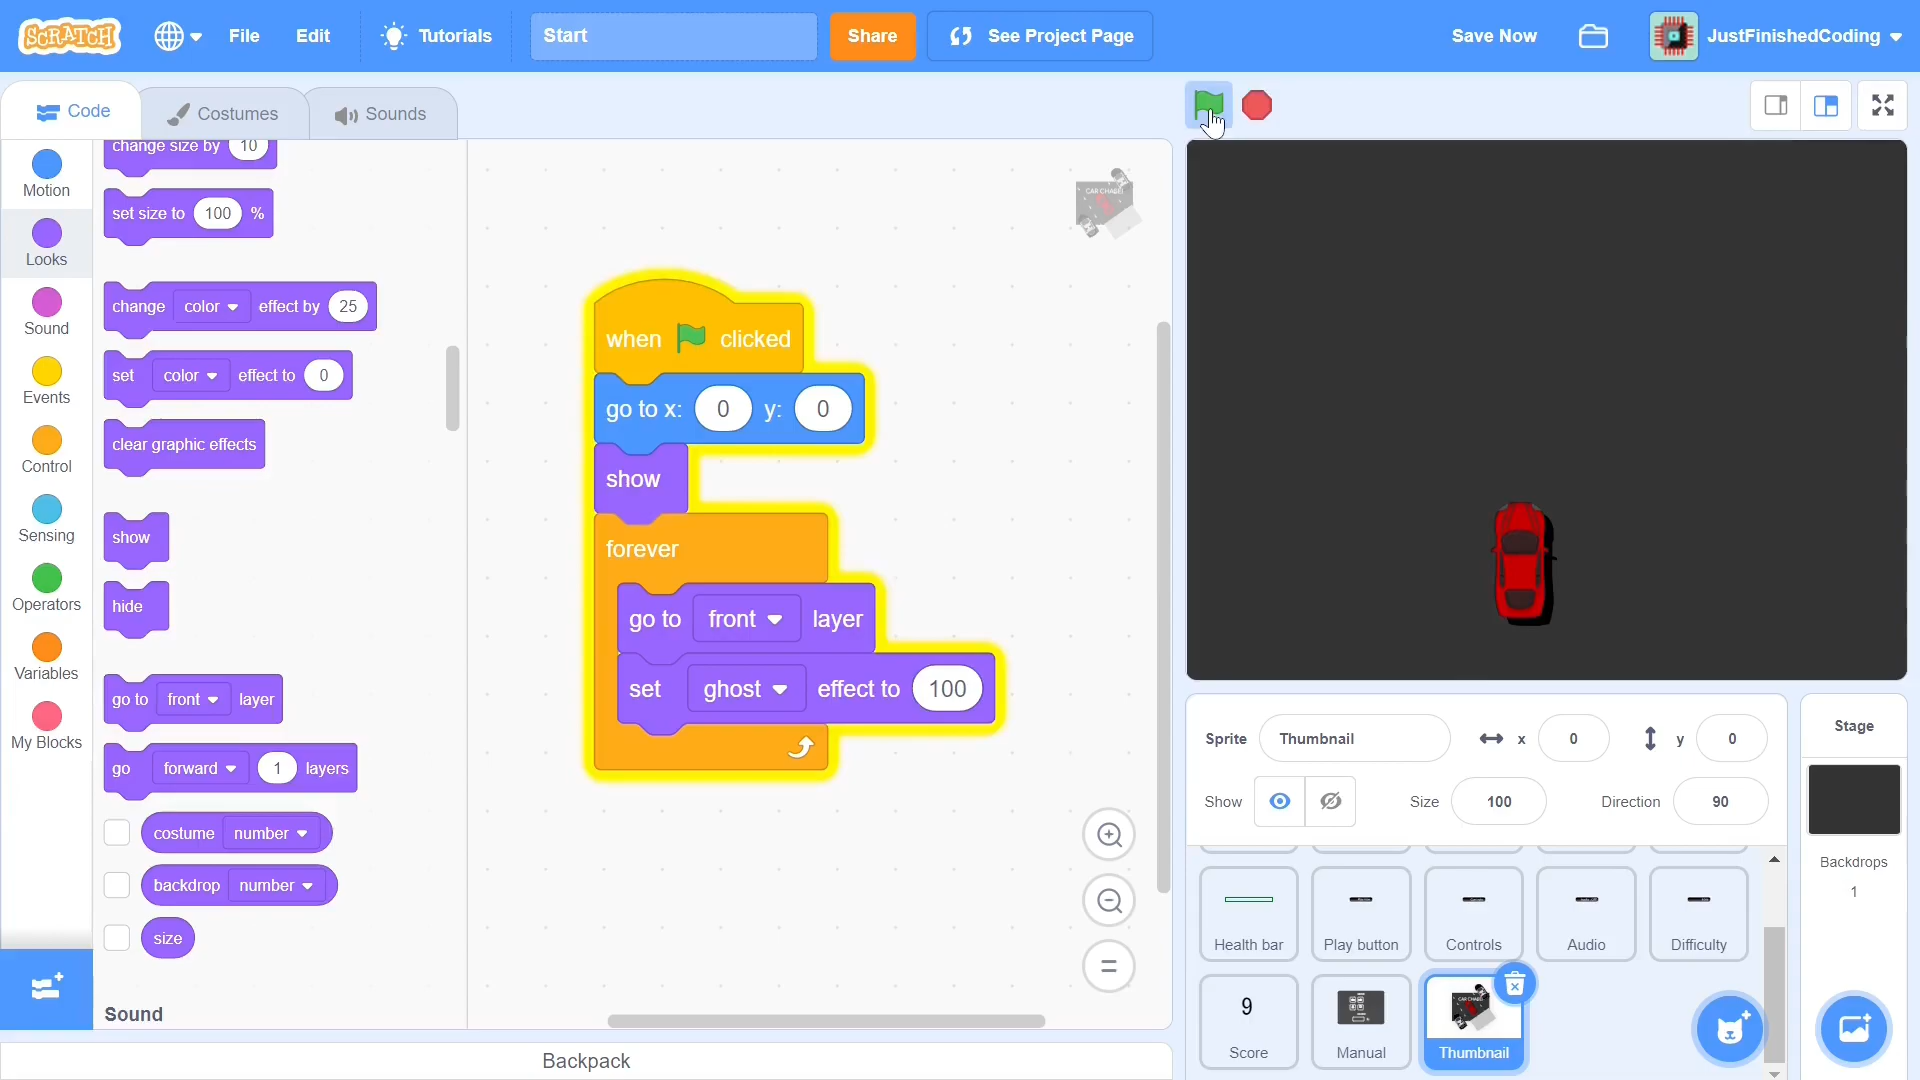 SCRATCH
File
Edit
Tutorials
Start
Share
See Project Page
Save Now
JustFinishedCoding
Code
Costumes
Sounds
Motion
Looks
Sound
Events
Control
Sensing
Operators
Variables
My Blocks
change size by 10
set size to 100 %
change color effect by 25
set color effect to 0
clear graphic effects
show
hide
go to front layer
go forward 1 layers
costume number
backdrop number
size
Sound
when clicked
go to x: 0 y: 0
show
forever
go to front layer
set ghost effect to 100
CAR CHASE!
Backpack
Sprite Thumbnail x 0 y 0
Show Size 100 Direction 90
Health bar
Play button
Controls
Audio
Difficulty
9
Score
Manual
Thumbnail
Stage
Backdrops
1